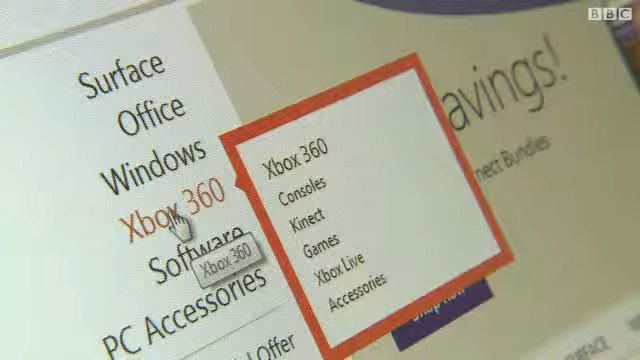 BBC
Surface
Office
Windows
Xbox 360
Software
Xbox 360
PC Accessories
Offer
Xbox 360
Consoles
Kinect
Games
Xbox Live
Accessories
avings!
nect Bundles